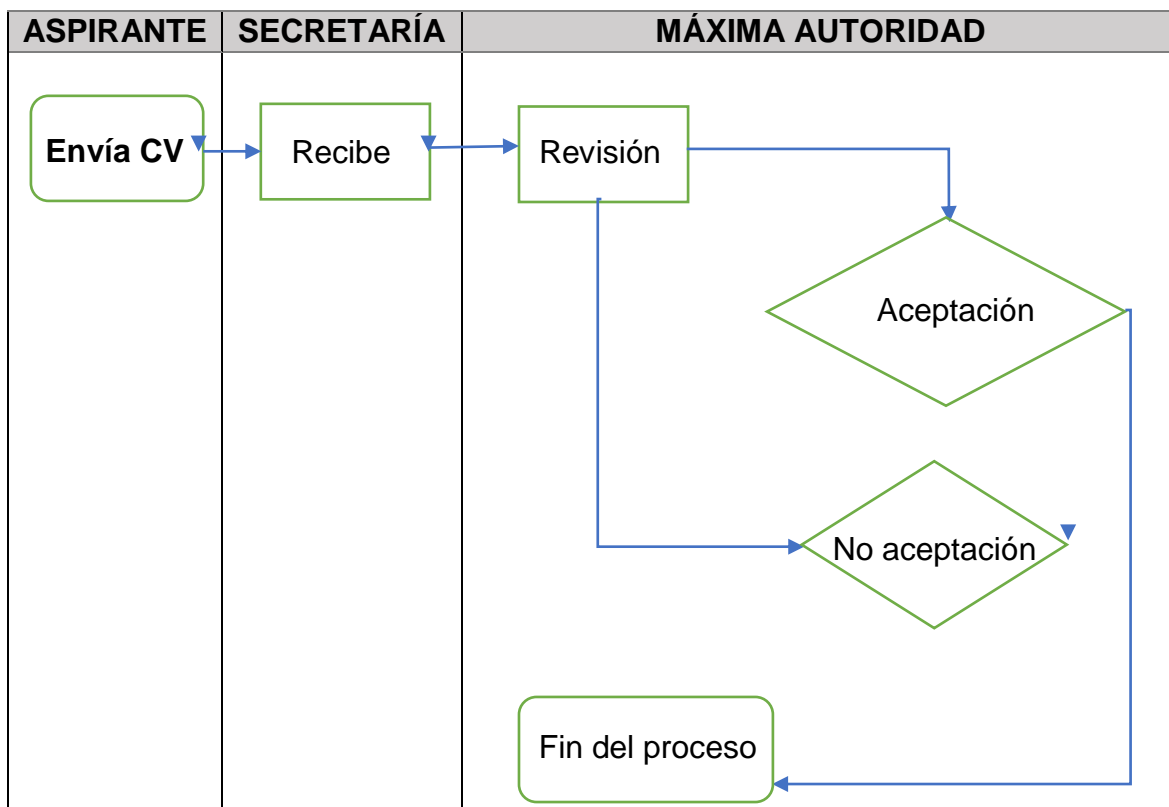 ASPIRANTE
SECRETARÍA
MÁXIMA AUTORIDAD
Envía CV
Recibe
Revisión
Aceptación
No aceptación
Fin del proceso